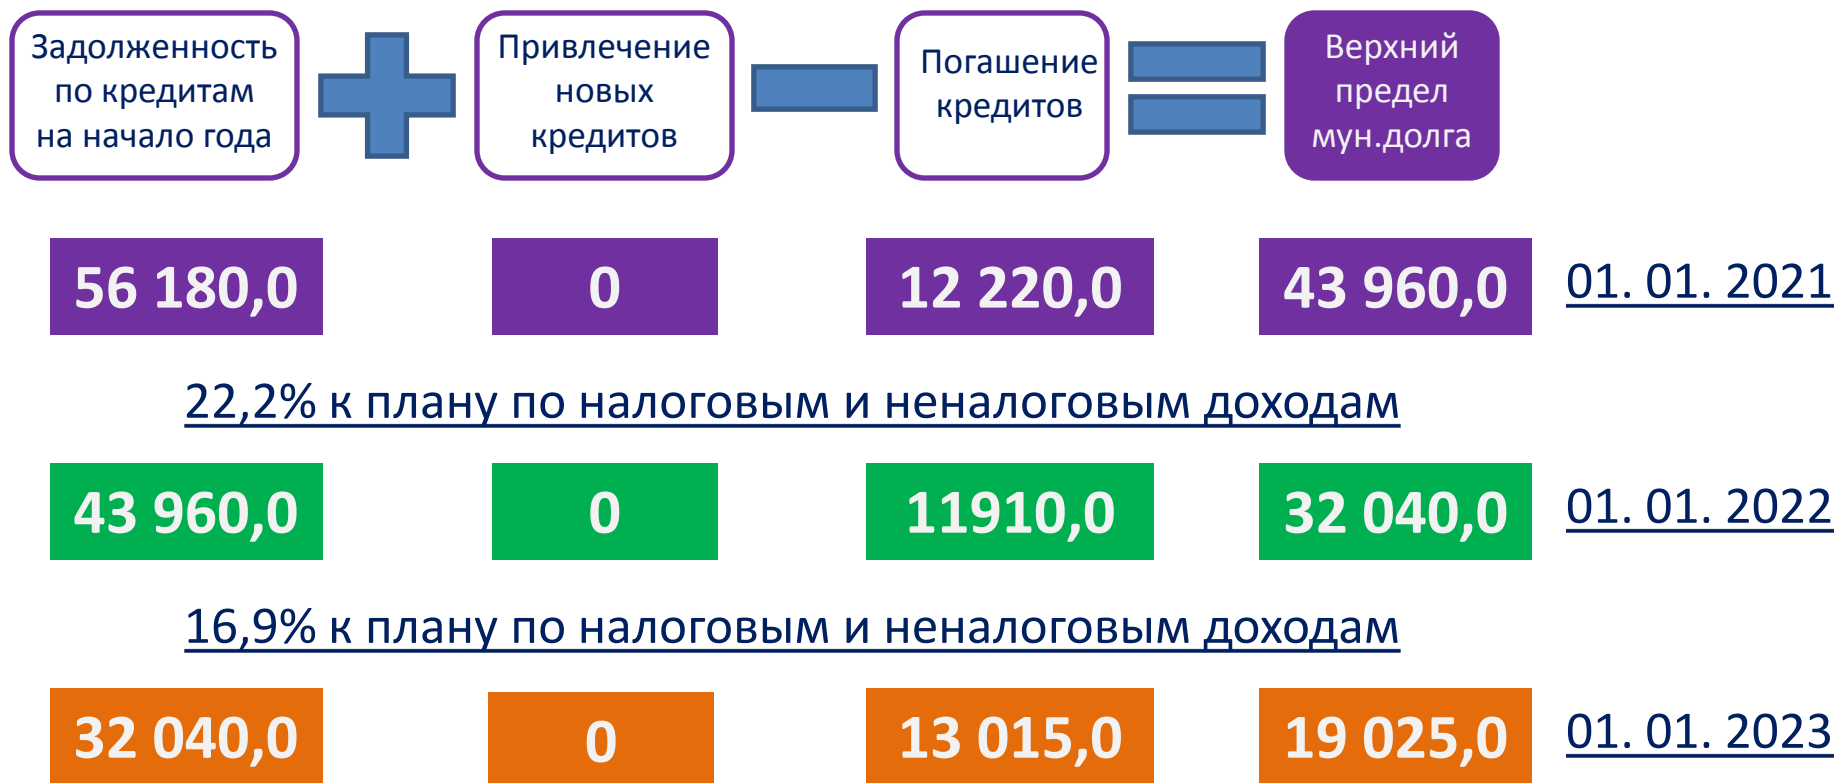 Задолженность
по кредитам
на начало года
Привлечение
новых
кредитов
Погашение
кредитов
Верхний
предел
мун.долга
56 180,0 0 12 220,0 43 960,0 01. 01. 2021
22,2% к плану по налоговым и неналоговым доходам
43 960,0 0 11910,0 32 040,0 01. 01. 2022
16,9% к плану по налоговым и неналоговым доходам
32 040,0 0 13 015,0 19 025,0 01. 01. 2023